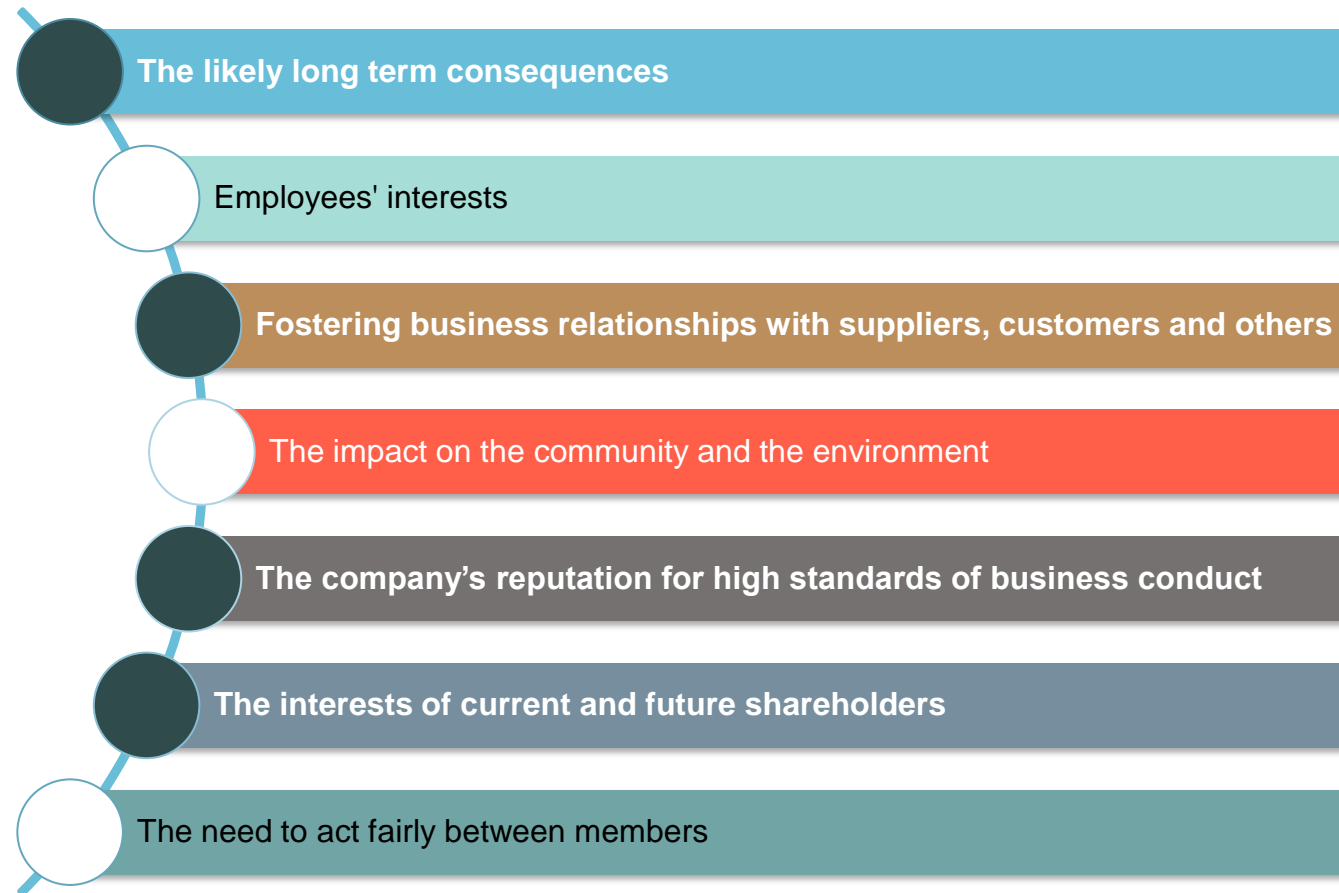 The likely long term consequences
Employees' interests
Fostering business relationships with suppliers, customers and others
The impact on the community and the environment
The company’s reputation for high standards of business conduct
The interests of current and future shareholders
The need to act fairly between members